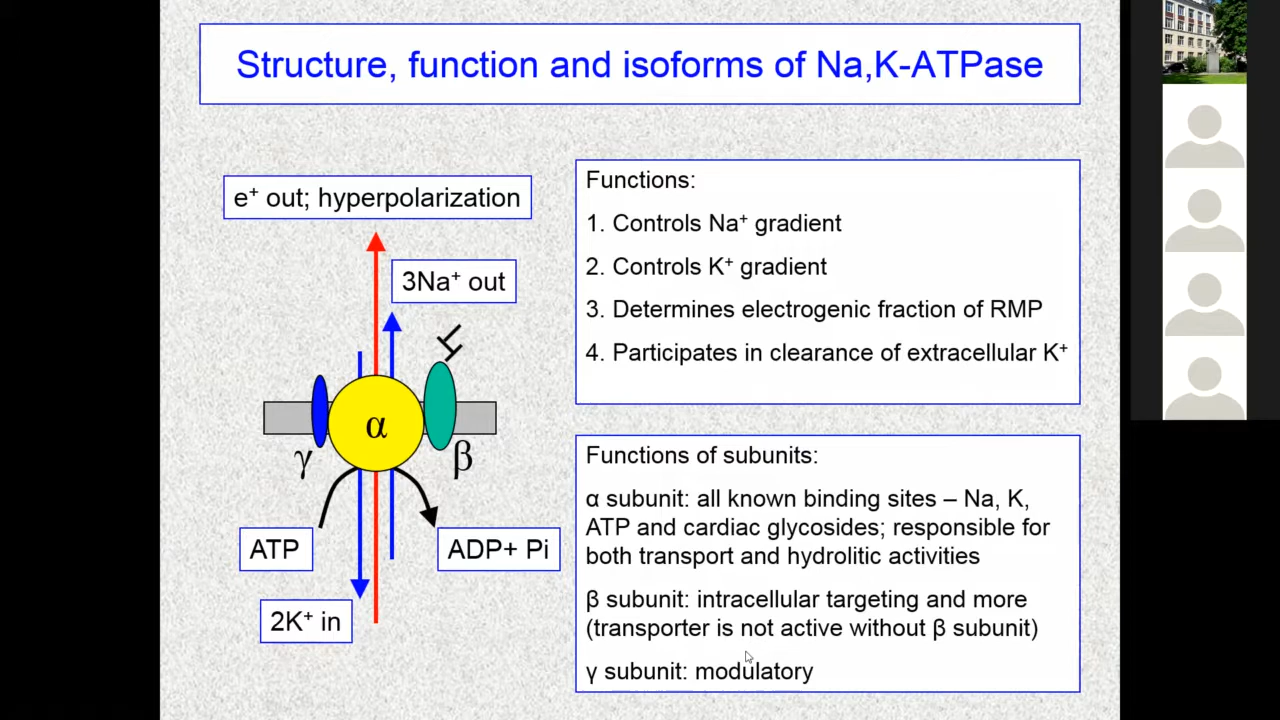 Structure, function and isoforms of Na,K-ATPase
e⁺ out; hyperpolarization
3Na⁺ out
α
γ
β
ATP
ADP+ Pi
2K⁺ in
Functions:
1. Controls Na⁺ gradient
2. Controls K⁺ gradient
3. Determines electrogenic fraction of RMP
4. Participates in clearance of extracellular K⁺
Functions of subunits:
α subunit: all known binding sites – Na, K,
ATP and cardiac glycosides; responsible for
both transport and hydrolitic activities
β subunit: intracellular targeting and more
(transporter is not active without β subunit)
γ subunit: modulatory